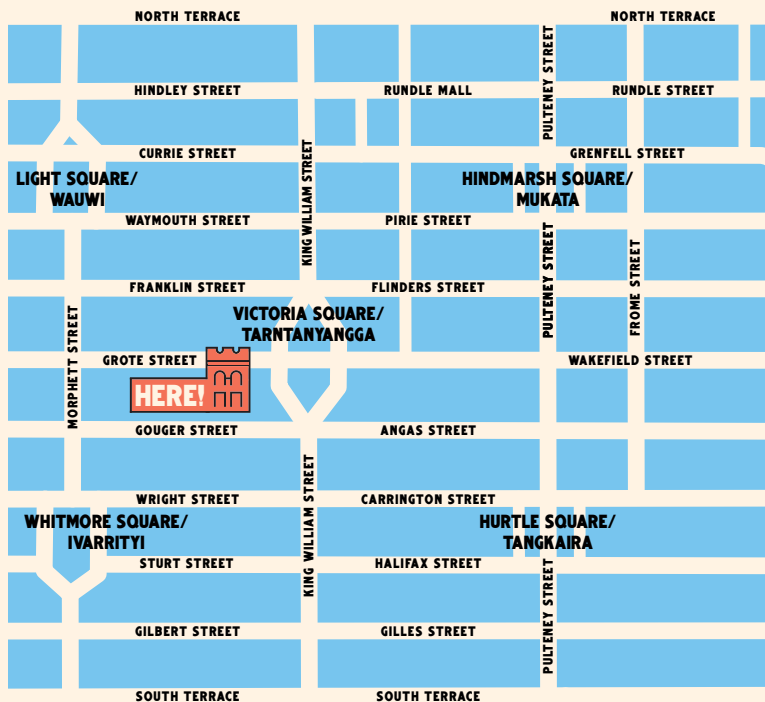 NORTH TERRACE
NORTH TERRACE
PULTENEY STREET
HINDLEY STREET
RUNDLE MALL
RUNDLE STREET
KING WILLIAM STREET
CURRIE STREET
GRENFELL STREET
LIGHT SQUARE/
WAUWI
HINDMARSH SQUARE/
MUKATA
WAYMOUTH STREET
PIRIE STREET
PULTENEY STREET
FROME STREET
FRANKLIN STREET
FLINDERS STREET
VICTORIA SQUARE/
TARNTANYANGGA
MORPHETT STREET
GROTE STREET
WAKEFIELD STREET
HERE!
GOUGER STREET
ANGAS STREET
KING WILLIAM STREET
WRIGHT STREET
CARRINGTON STREET
WHITMORE SQUARE/
IVARRITYI
HURTLE SQUARE/
TANGKAIRA
STURT STREET
HALIFAX STREET
PULTENEY STREET
GILBERT STREET
GILLES STREET
SOUTH TERRACE
SOUTH TERRACE